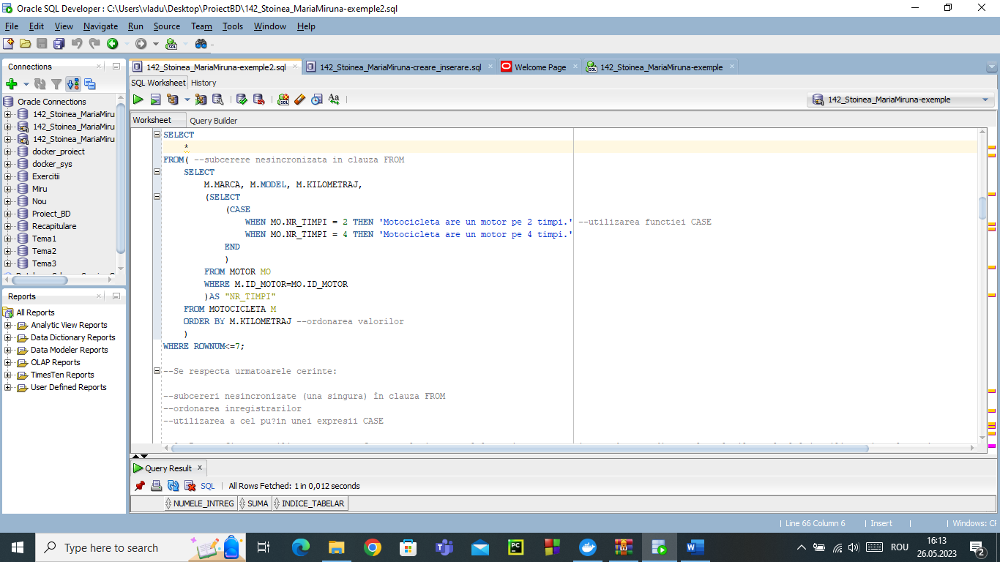 Oracle SQL Developer : C:\Users\vladu\Desktop\ProiectBD\142_Stoinea_MariaMiruna-exemple2.sql
File Edit View Navigate Run Source Team Tools Window Help
Connections
Oracle Connections
142_Stoinea_MariaMiru
142_Stoinea_MariaMiru
142_Stoinea_MariaMiru
docker_proiect
docker_sys
Exercitii
Miru
Nou
Proiect_BD
Recapitulare
Tema1
Tema2
Tema3
Reports
All Reports
Analytic View Reports
Data Dictionary Reports
Data Modeler Reports
OLAP Reports
TimesTen Reports
User Defined Reports
142_Stoinea_MariaMiruna-exemple2.sql 142_Stoinea_MariaMiruna-creare_inserare.sql Welcome Page 142_Stoinea_MariaMiruna-exemple
SQL Worksheet History
Aa
142_Stoinea_MariaMiruna-exemple
Worksheet Query Builder
SELECT
*
FROM( --subcerere nesincronizata in clauza FROM
SELECT
M.MARCA, M.MODEL, M.KILOMETRAJ,
(SELECT
(CASE
WHEN MO.NR_TIMPI = 2 THEN 'Motocicleta are un motor pe 2 timpi.' --utilizarea functiei CASE
WHEN MO.NR_TIMPI = 4 THEN 'Motocicleta are un motor pe 4 timpi.'
END
)
FROM MOTOR MO
WHERE M.ID_MOTOR=MO.ID_MOTOR
)AS "NR_TIMPI"
FROM MOTOCICLETA M
ORDER BY M.KILOMETRAJ --ordonarea valorilor
)
WHERE ROWNUM<=7;
--Se respecta urmatoarele cerinte:
--subcereri nesincronizate (una singura) în clauza FROM
--ordonarea inregistrarilor
--utilizarea a cel pu?in unei expresii CASE
Query Result x
SQL | All Rows Fetched: 1 in 0,012 seconds
NUMELE_INTREG SUMA INDICE_TABELAR
Line 66 Column 6 | Insert | Windows: CF
Type here to search
ROU
16:13
26.05.2023
2